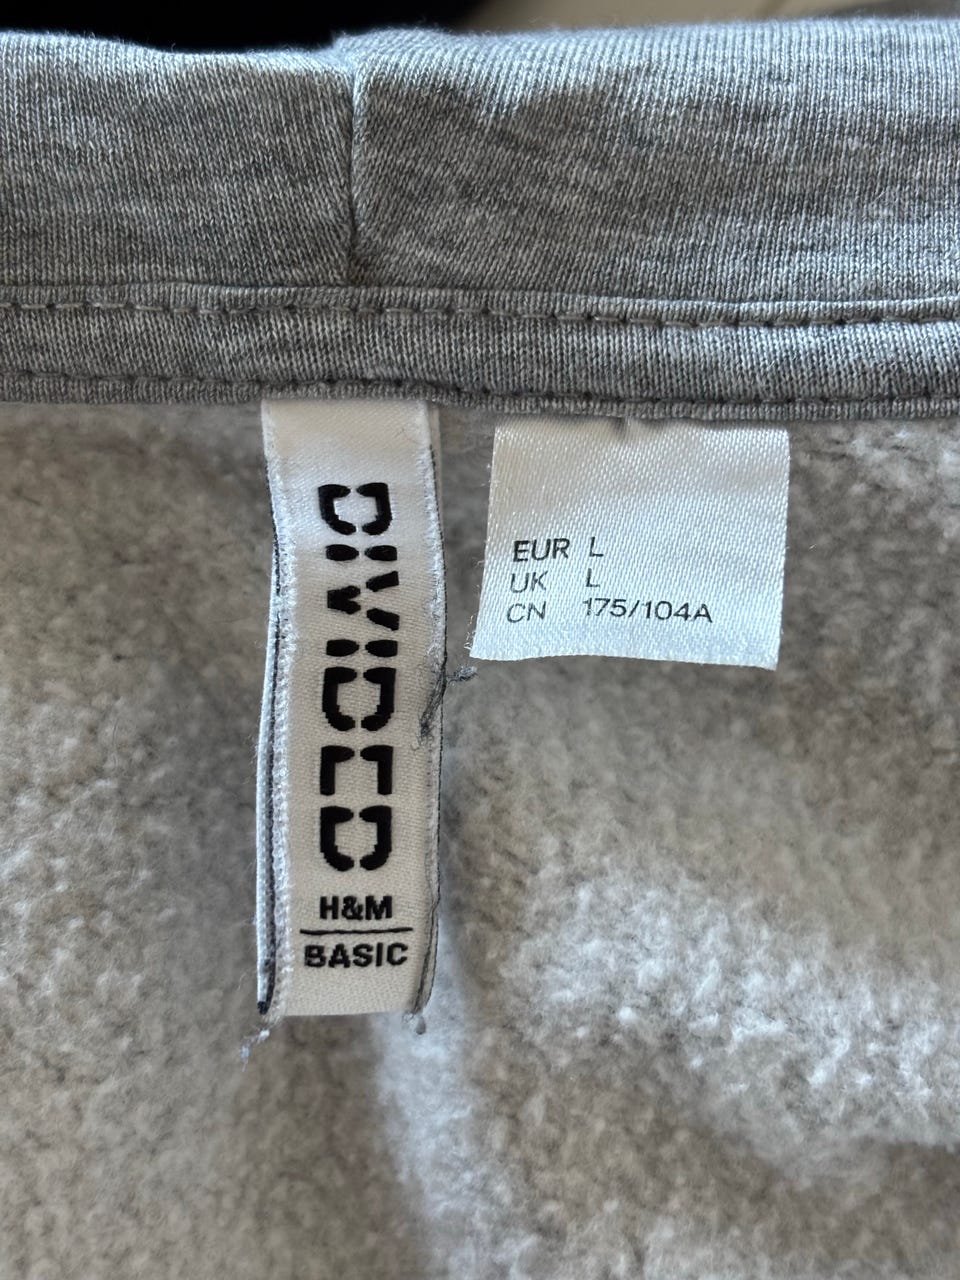 DIVIDED
H&M
BASIC
EUR L
UK L
CN 175/104A